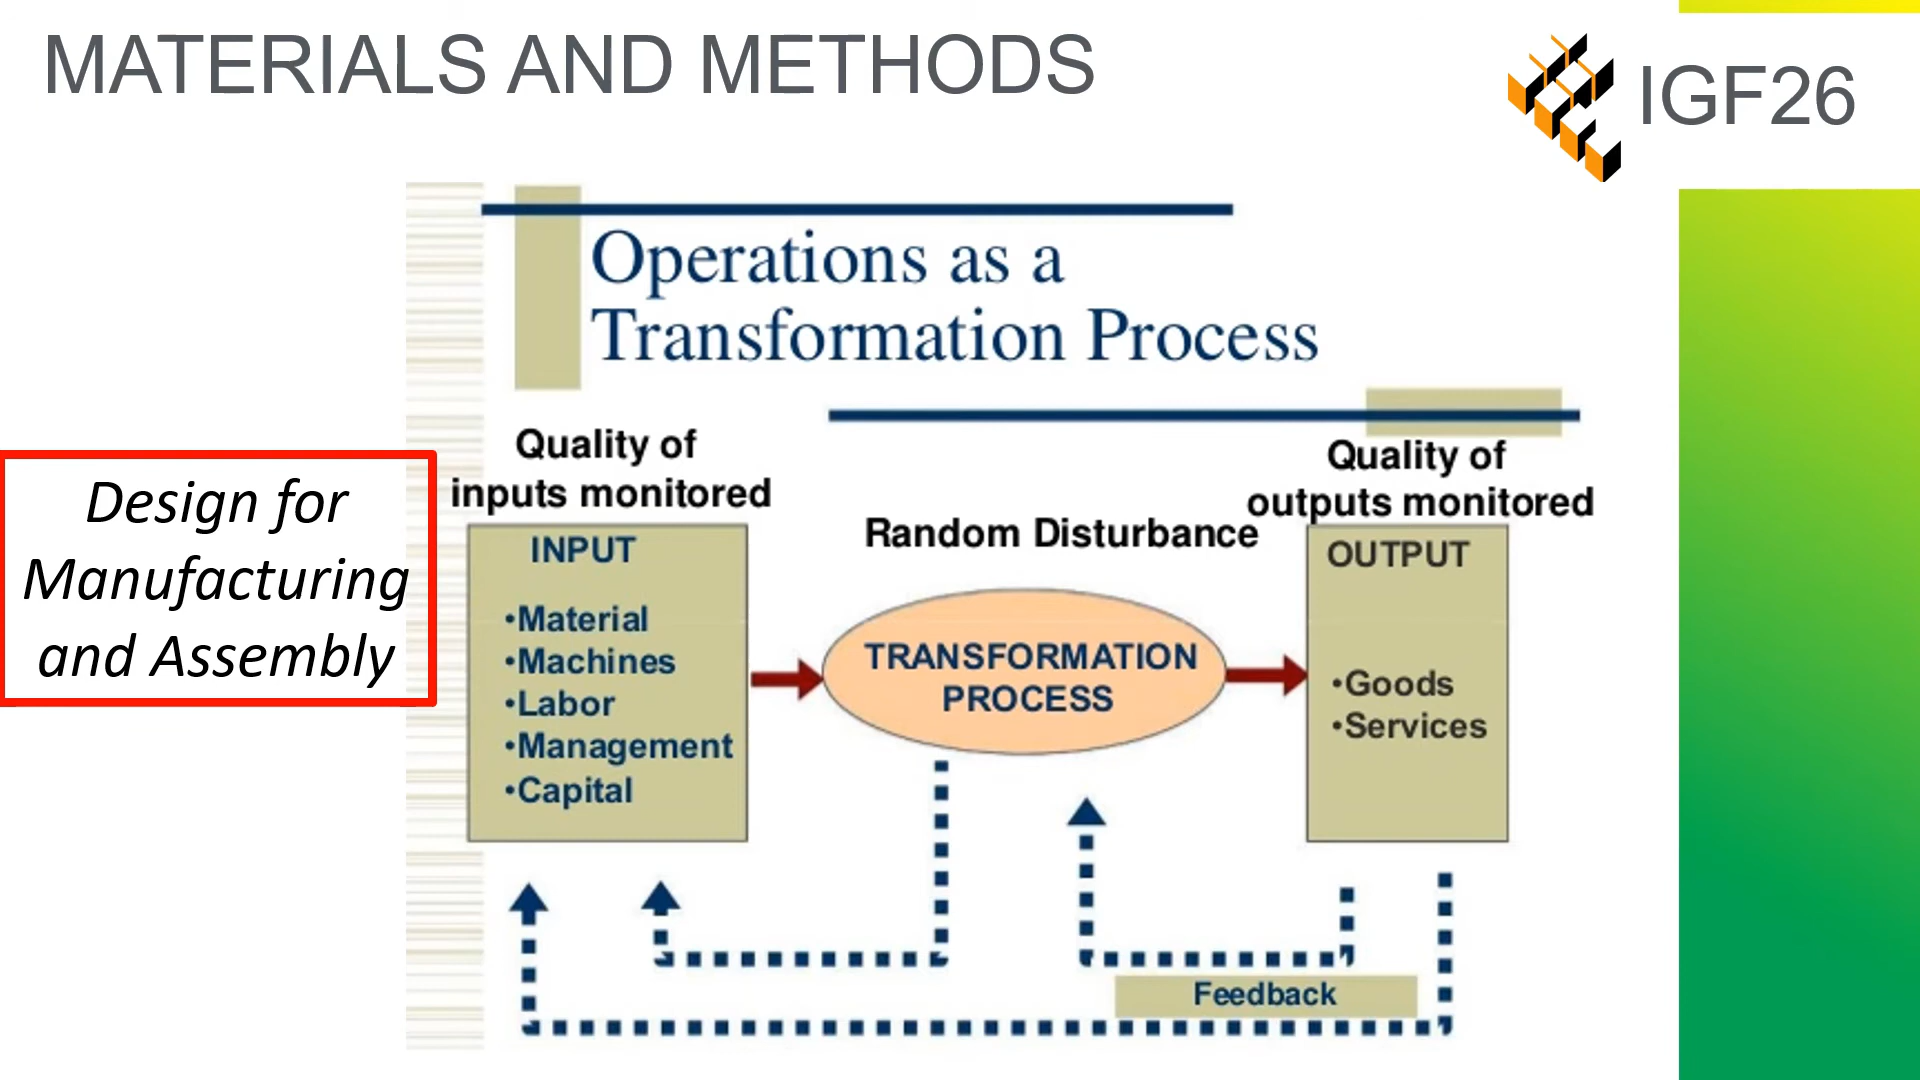 MATERIALS AND METHODS
IGF26
Operations as a
Transformation Process
Design for
Manufacturing
and Assembly
Quality of
inputs monitored
INPUT
•Material
•Machines
•Labor
•Management
•Capital
Random Disturbance
TRANSFORMATION
PROCESS
Quality of
outputs monitored
OUTPUT
•Goods
•Services
Feedback